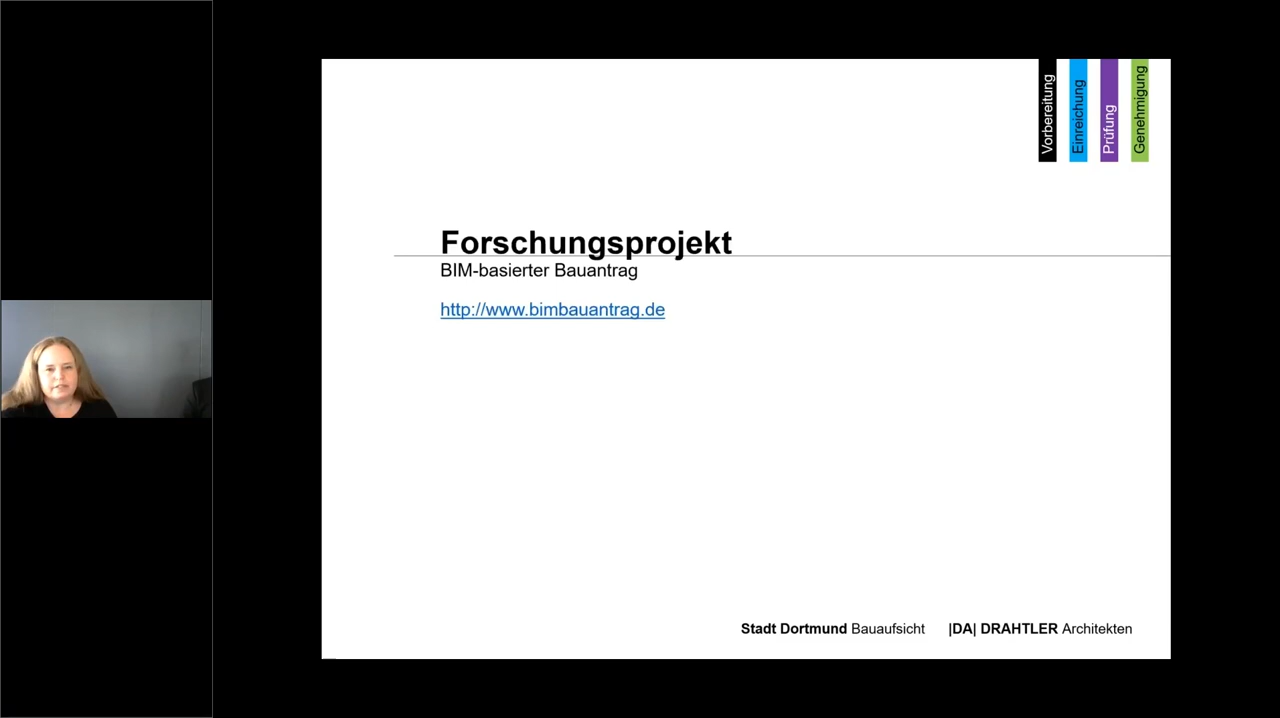 Vorbereitung
Einreichung
Prüfung
Genehmigung
Forschungsprojekt
BIM-basierter Bauantrag
http://www.bimbauantrag.de
Stadt Dortmund Bauaufsicht |DA| DRAHTLER Architekten